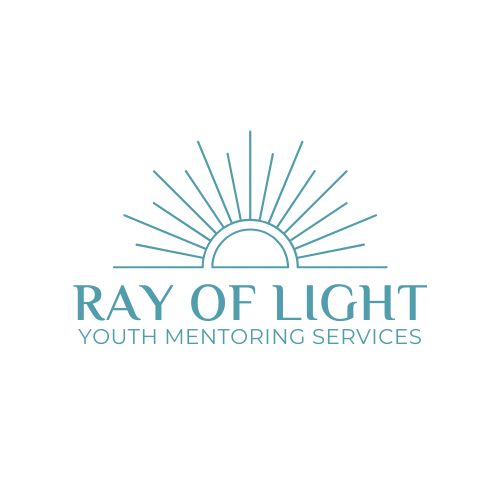 RAY OF LIGHT
YOUTH MENTORING SERVICES